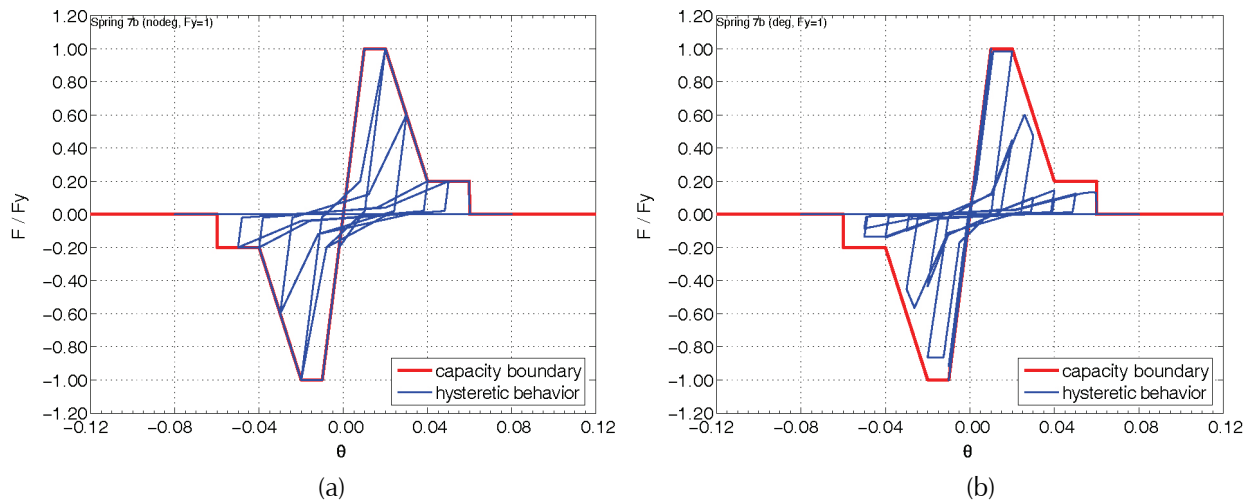 Spring 7b (nodeg, Fy=1)
1.20
1.00
0.80
0.60
0.40
0.20
0.00
−0.20
−0.40
−0.60
−0.80
−1.00
−1.20
F / Fy
capacity boundary
hysteretic behavior
−0.12 −0.08 −0.04 0.00 0.04 0.08 0.12
θ
(a)
Spring 7b (deg, Fy=1)
1.20
1.00
0.80
0.60
0.40
0.20
0.00
−0.20
−0.40
−0.60
−0.80
−1.00
−1.20
F / Fy
capacity boundary
hysteretic behavior
−0.12 −0.08 −0.04 0.00 0.04 0.08 0.12
θ
(b)